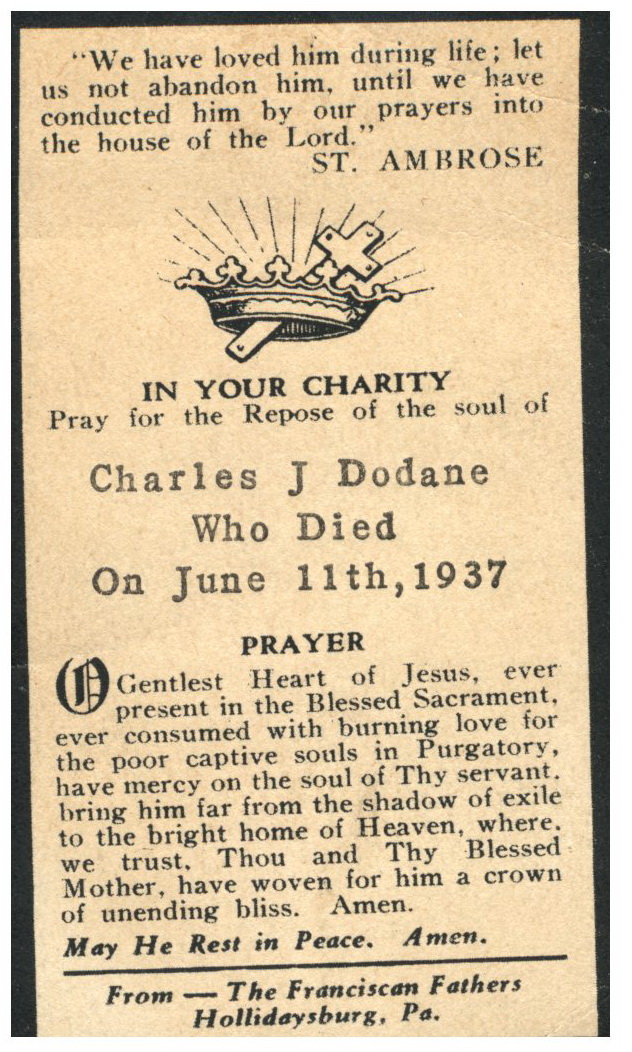 "We have loved him during life; let
us not abandon him, until we have
conducted him by our prayers into
the house of the Lord."
ST. AMBROSE
IN YOUR CHARITY
Pray for the Repose of the soul of
Charles J Dodane
Who Died
On June 11th,1937
PRAYER
O Gentlest Heart of Jesus, ever
present in the Blessed Sacrament,
ever consumed with burning love for
the poor captive souls in Purgatory,
have mercy on the soul of Thy servant.
bring him far from the shadow of exile
to the bright home of Heaven, where.
we trust. Thou and Thy Blessed
Mother, have woven for him a crown
of unending bliss. Amen.
May He Rest in Peace. Amen.
From — The Franciscan Fathers
Hollidaysburg, Pa.